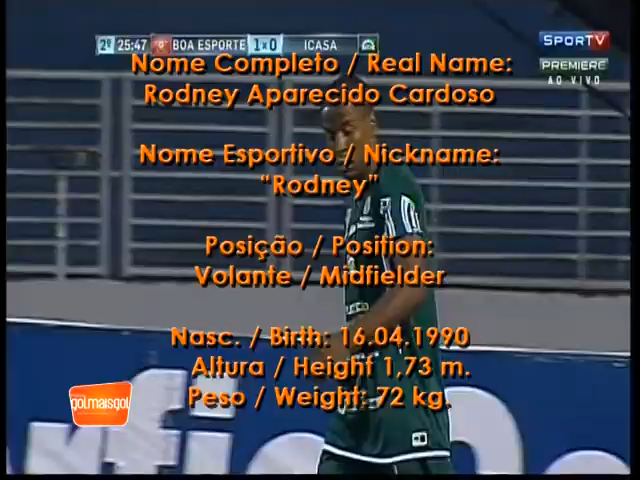 2º 25:47 BOA ESPORTE 1x0 ICASA
SPORTV
PREMIERE
AO VIVO
Nome Completo / Real Name:
Rodney Aparecido Cardoso
Nome Esportivo / Nickname:
"Rodney"
Posição / Position:
Volante / Midfielder
Nasc. / Birth: 16.04.1990
Altura / Height 1,73 m.
Peso / Weight: 72 kg.
golmaisgol